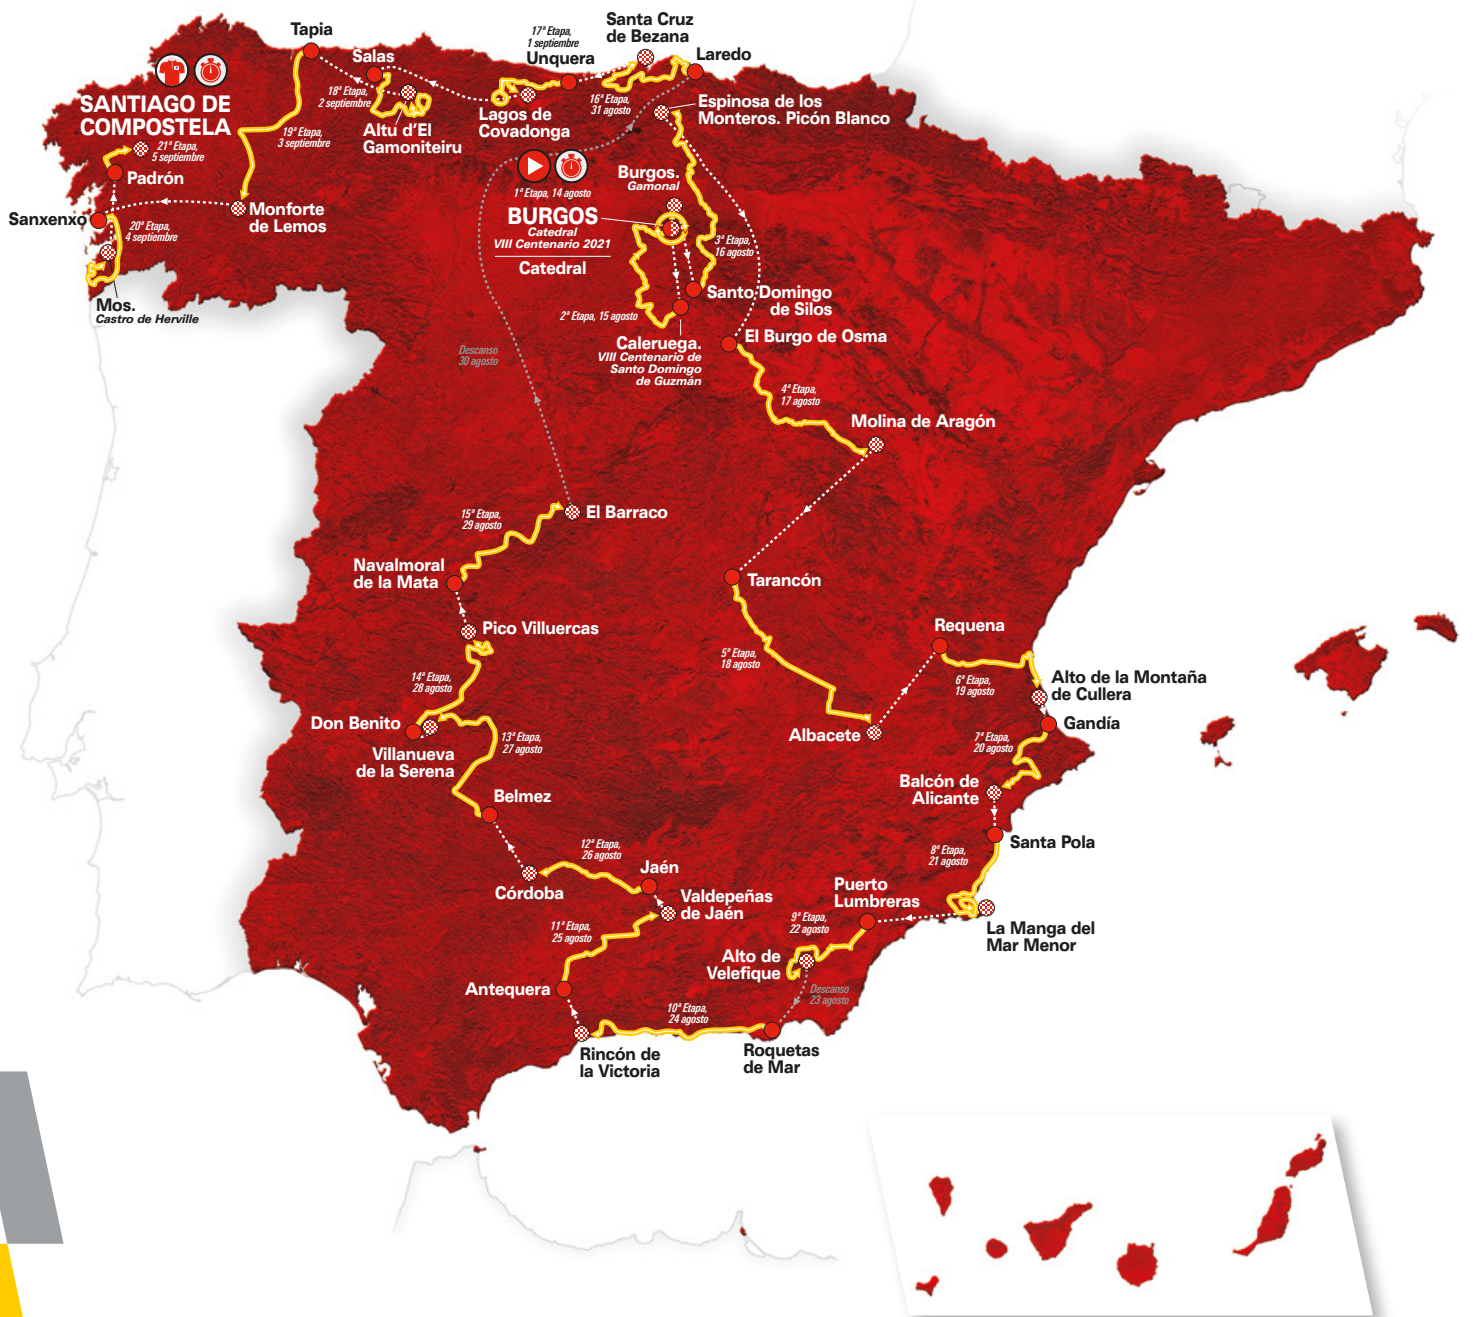 Tapia
Salas
17ª Etapa,
1 septiembre
Unquera
Santa Cruz
de Bezana
Laredo
SANTIAGO DE
COMPOSTELA
18ª Etapa,
2 septiembre
Altu d'El
Gamoniteiru
Lagos de
Covadonga
16ª Etapa,
31 agosto
Espinosa de los
Monteros. Picón Blanco
19ª Etapa,
3 septiembre
21ª Etapa,
5 septiembre
Padrón
Sanxenxo
20ª Etapa,
4 septiembre
Monforte
de Lemos
Mos.
Castro de Herville
1ª Etapa, 14 agosto
BURGOS
Catedral
VIII Centenario 2021
Catedral
Burgos.
Gamonal
3ª Etapa,
16 agosto
Santo Domingo
de Silos
2ª Etapa, 15 agosto
Caleruega.
VIII Centenario de
Santo Domingo
de Guzmán
El Burgo de Osma
Descanso
30 agosto
4ª Etapa,
17 agosto
Molina de Aragón
El Barraco
15ª Etapa,
29 agosto
Navalmoral
de la Mata
Tarancón
Pico Villuercas
Requena
5ª Etapa,
18 agosto
6ª Etapa,
19 agosto
Alto de la Montaña
de Cullera
14ª Etapa,
28 agosto
Don Benito
Villanueva
de la Serena
13ª Etapa,
27 agosto
Albacete
Gandía
7ª Etapa,
20 agosto
Balcón de
Alicante
Belmez
Santa Pola
12ª Etapa,
26 agosto
8ª Etapa,
21 agosto
Córdoba
Jaén
Valdepeñas
de Jaén
Puerto
Lumbreras
11ª Etapa,
25 agosto
9ª Etapa,
22 agosto
La Manga del
Mar Menor
Alto de
Velefique
Antequera
Descanso
23 agosto
10ª Etapa,
24 agosto
Rincón de
la Victoria
Roquetas
de Mar